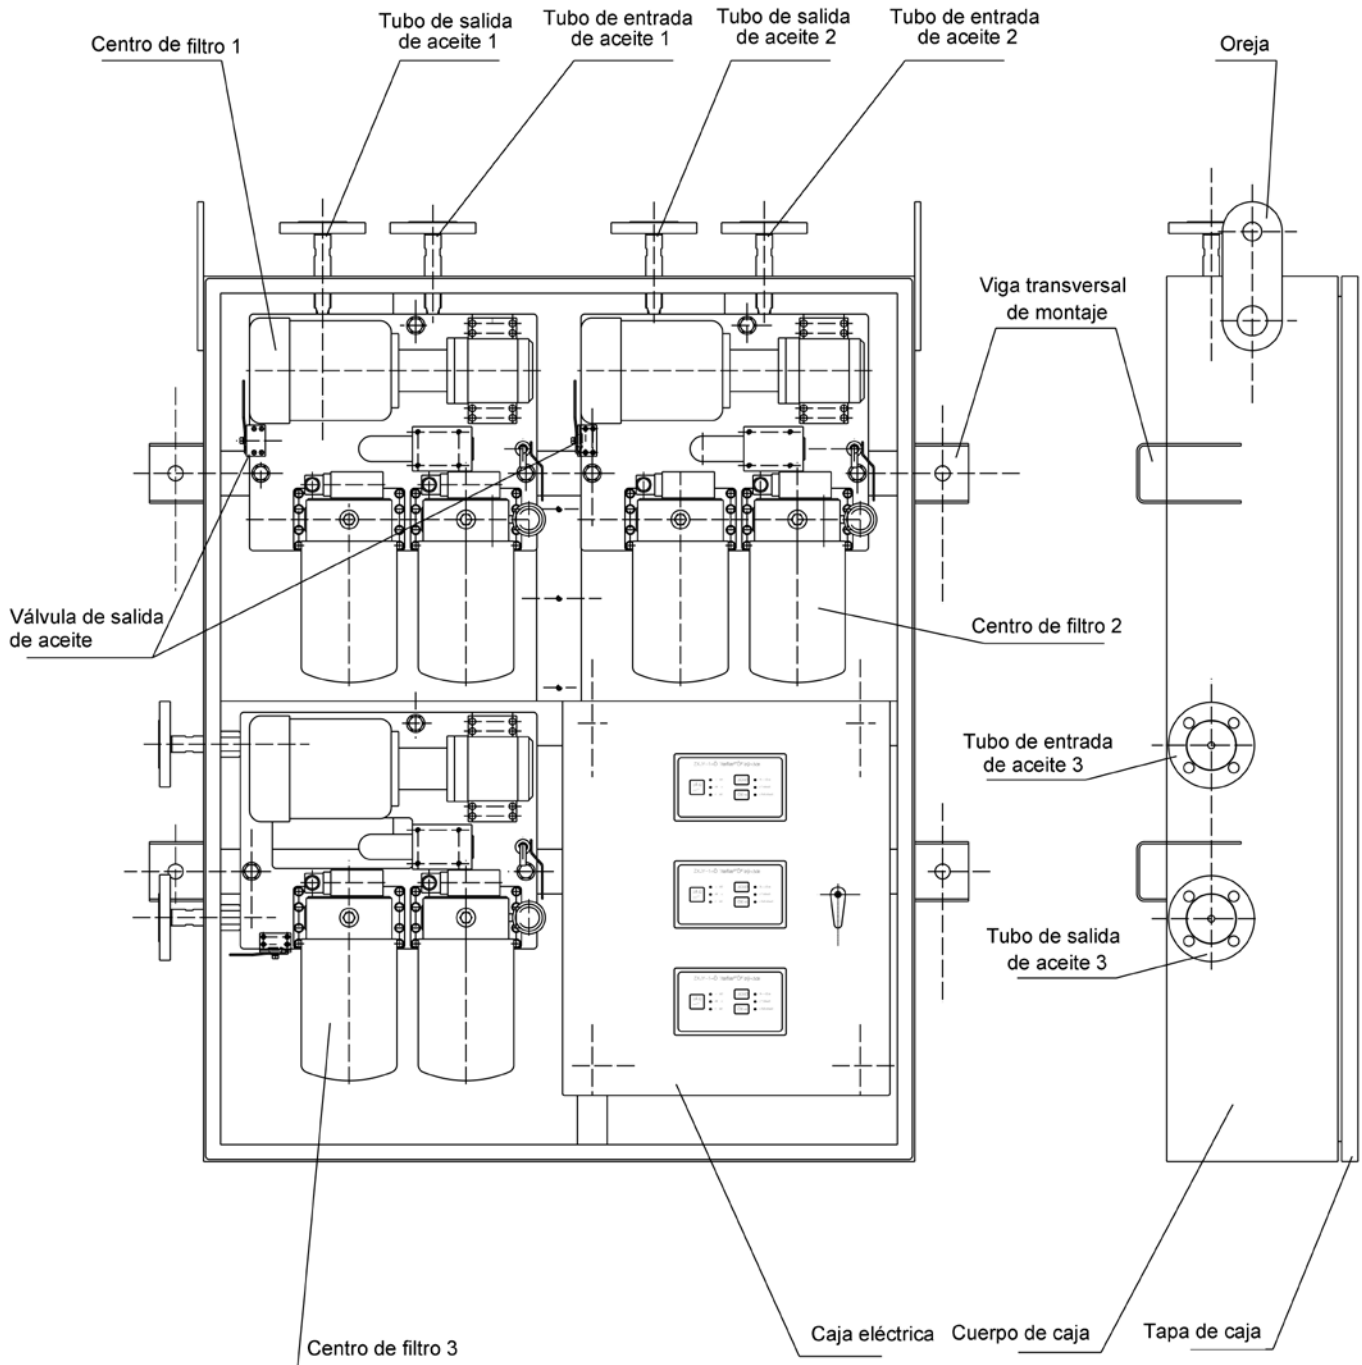 Tubo de salida
de aceite 1
Tubo de entrada
de aceite 1
Tubo de salida
de aceite 2
Tubo de entrada
de aceite 2
Centro de filtro 1
Oreja
Viga transversal
de montaje
Válvula de salida
de aceite
Centro de filtro 2
Tubo de entrada
de aceite 3
Tubo de salida
de aceite 3
Centro de filtro 3
Caja eléctrica
Cuerpo de caja
Tapa de caja